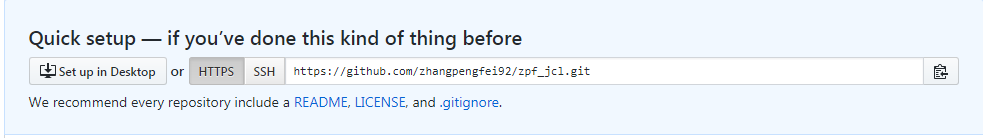 Quick setup — if you've done this kind of thing before
Set up in Desktop or HTTPS SSH https://github.com/zhangpengfei92/zpf_jcl.git
We recommend every repository include a README, LICENSE, and .gitignore.